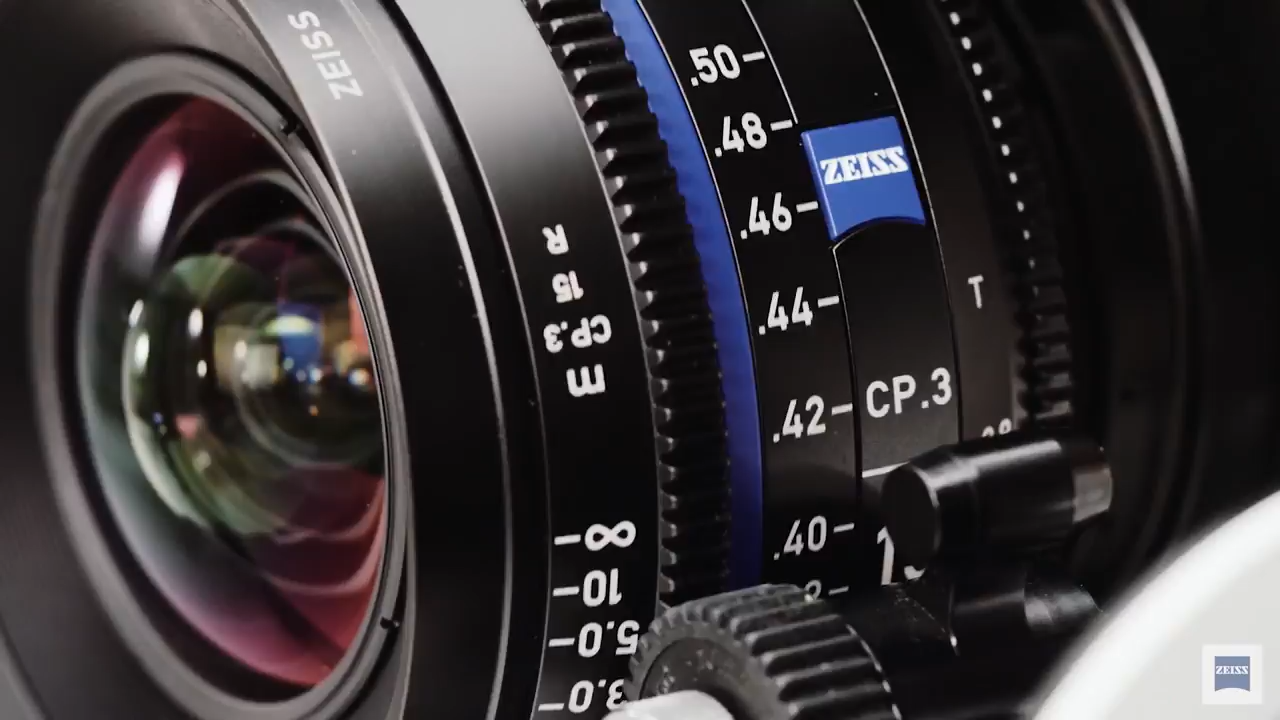 ZEISS
R
15
CP.3
m
∞
10
5.0
3.0
.50
.48
.46
.44
.42
.40
ZEISS
CP.3
T
ZEISS